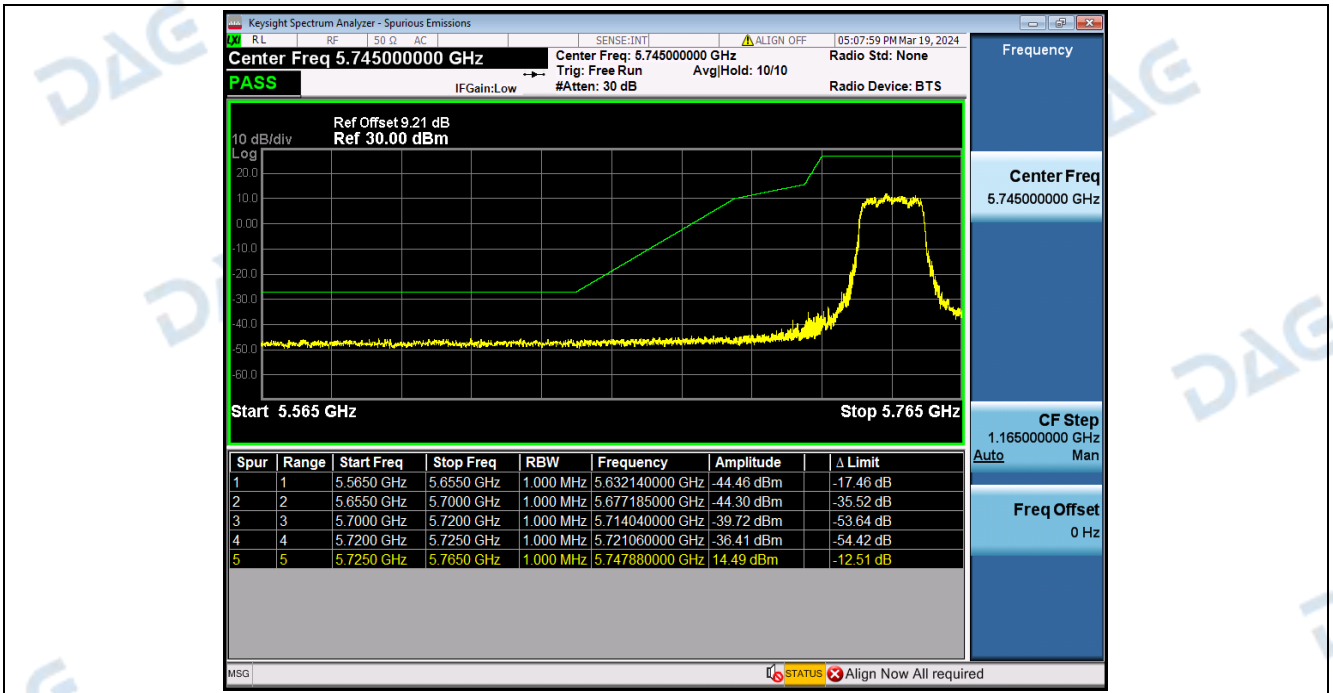 Keysight Spectrum Analyzer - Spurious Emissions
LXI RL RF 50 Ω AC SENSE:INT ALIGN OFF 05:07:59 PM Mar 19, 2024
Center Freq 5.745000000 GHz
Center Freq: 5.745000000 GHz Radio Std: None
Trig: Free Run Avg|Hold: 10/10
PASS IFGain:Low #Atten: 30 dB Radio Device: BTS
Ref Offset 9.21 dB
10 dB/div Ref 30.00 dBm
Log
20.0
10.0
0.00
-10.0
-20.0
-30.0
-40.0
-50.0
-60.0
Start 5.565 GHz Stop 5.765 GHz
Spur Range Start Freq Stop Freq RBW Frequency Amplitude Δ Limit
1 1 5.5650 GHz 5.6550 GHz 1.000 MHz 5.632140000 GHz -44.46 dBm -17.46 dB
2 2 5.6550 GHz 5.7000 GHz 1.000 MHz 5.677185000 GHz -44.30 dBm -35.52 dB
3 3 5.7000 GHz 5.7200 GHz 1.000 MHz 5.714040000 GHz -39.72 dBm -53.64 dB
4 4 5.7200 GHz 5.7250 GHz 1.000 MHz 5.721060000 GHz -36.41 dBm -54.42 dB
5 5 5.7250 GHz 5.7650 GHz 1.000 MHz 5.747880000 GHz 14.49 dBm -12.51 dB
MSG STATUS Align Now All required
Frequency
Center Freq
5.745000000 GHz
CF Step
1.165000000 GHz
Auto Man
Freq Offset
0 Hz
DAG
DAG